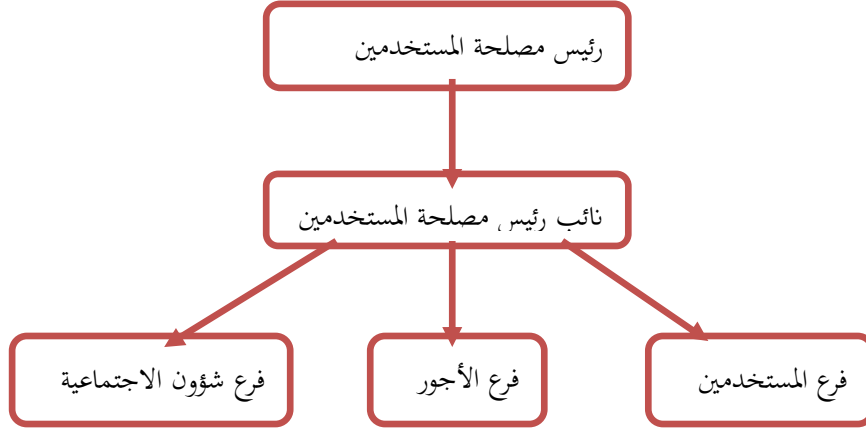 رئيس مصلحة المستخدمين
نائب رئيس مصلحة المستخدمين
فرع المستخدمين
فرع الأجور
فرع شؤون الاجتماعية